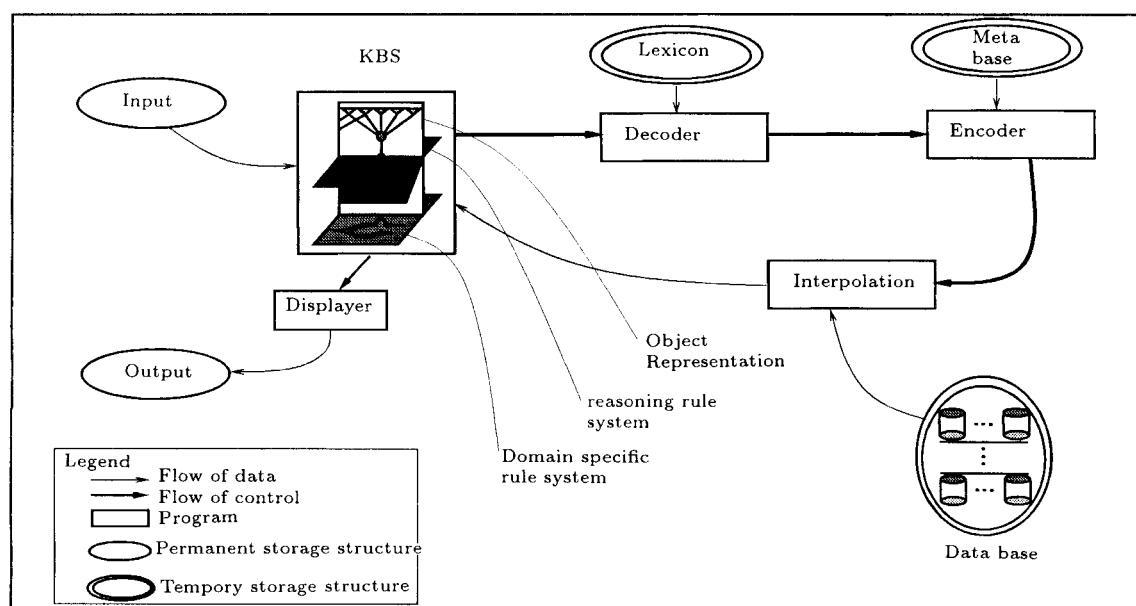 KBS
Lexicon
Meta
base
Input
Decoder
Encoder
Interpolation
Displayer
Object
Representation
Output
reasoning rule
system
Domain specific
rule system
Legend
Flow of data
Flow of control
Program
Permanent storage structure
Tempory storage structure
Data base